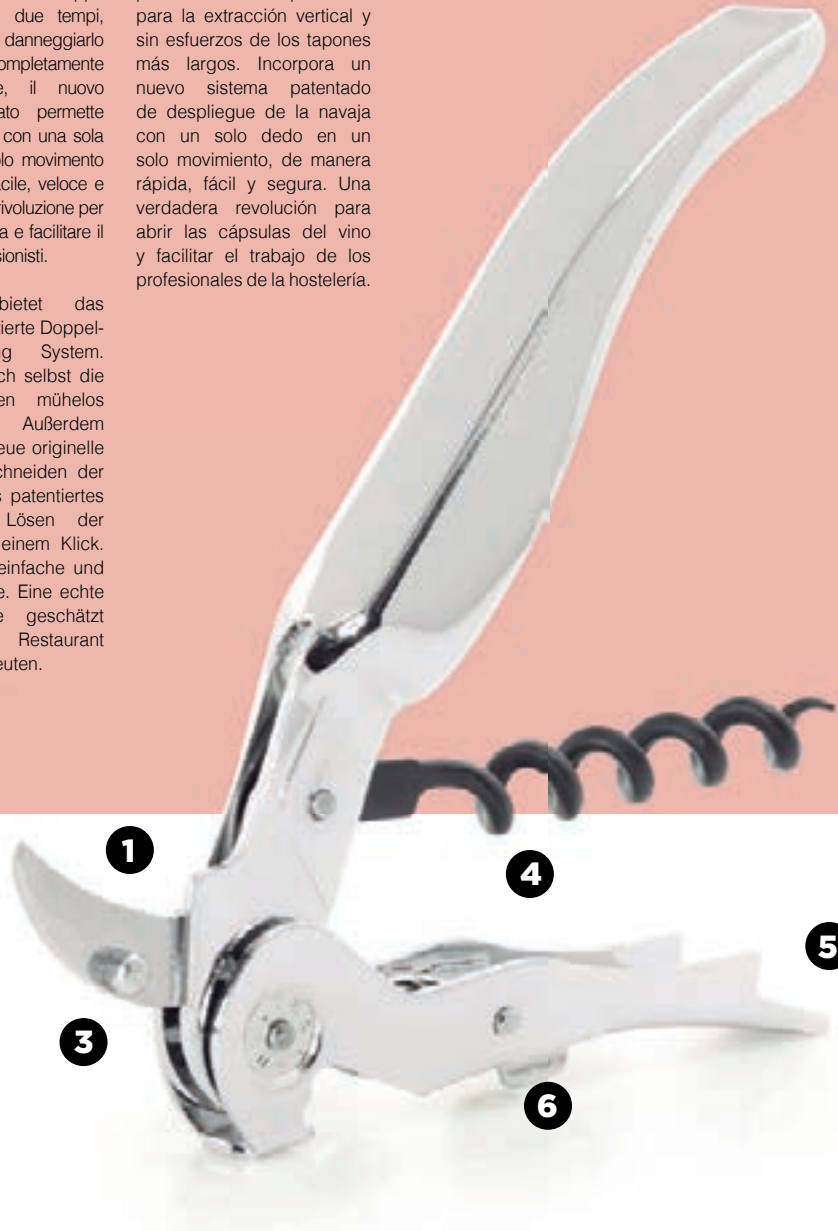 due tempi,
danneggiarlo
ompletamente
e, il nuovo
ato permette
con una sola
olo movimento
acile, veloce e
rivoluzione per
a e facilitare il
sionisti.
bietet das
tierte Doppel-
ng System.
ch selbst die
en mühelos
Außerdem
eue originelle
chneiden der
s patentiertes
Lösen der
einem Klick.
einfache und
e. Eine echte
e geschätzt
Restaurant
euten.
para la extracción vertical y
sin esfuerzos de los tapones
más largos. Incorpora un
nuevo sistema patentado
de despliegue de la navaja
con un solo dedo en un
solo movimiento, de manera
rápida, fácil y segura. Una
verdadera revolución para
abrir las cápsulas del vino
y facilitar el trabajo de los
profesionales de la hostelería.
1
4
5
3
6